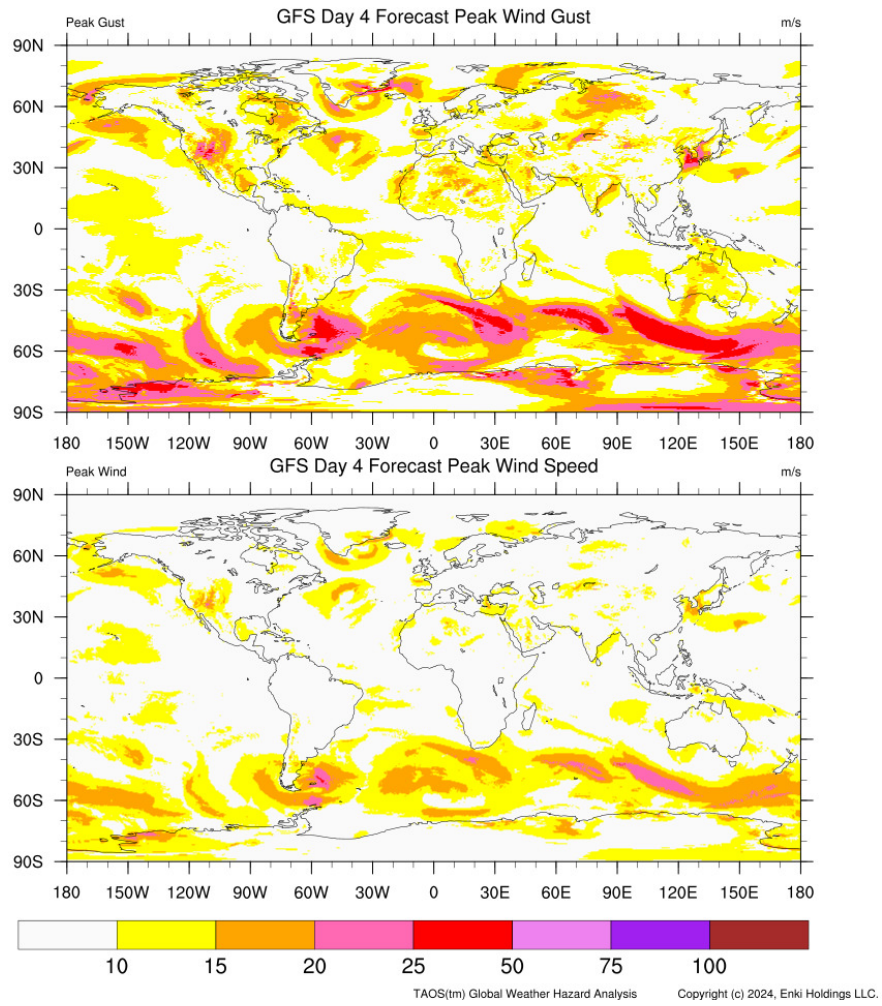 GFS Day 4 Forecast Peak Wind Gust
Peak Gust m/s
90N
60N
30N
0
30S
60S
90S
180 150W 120W 90W 60W 30W 0 30E 60E 90E 120E 150E 180
GFS Day 4 Forecast Peak Wind Speed
Peak Wind m/s
90N
60N
30N
0
30S
60S
90S
180 150W 120W 90W 60W 30W 0 30E 60E 90E 120E 150E 180
10 15 20 25 50 75 100
TAOS(tm) Global Weather Hazard Analysis Copyright (c) 2024, Enki Holdings LLC.